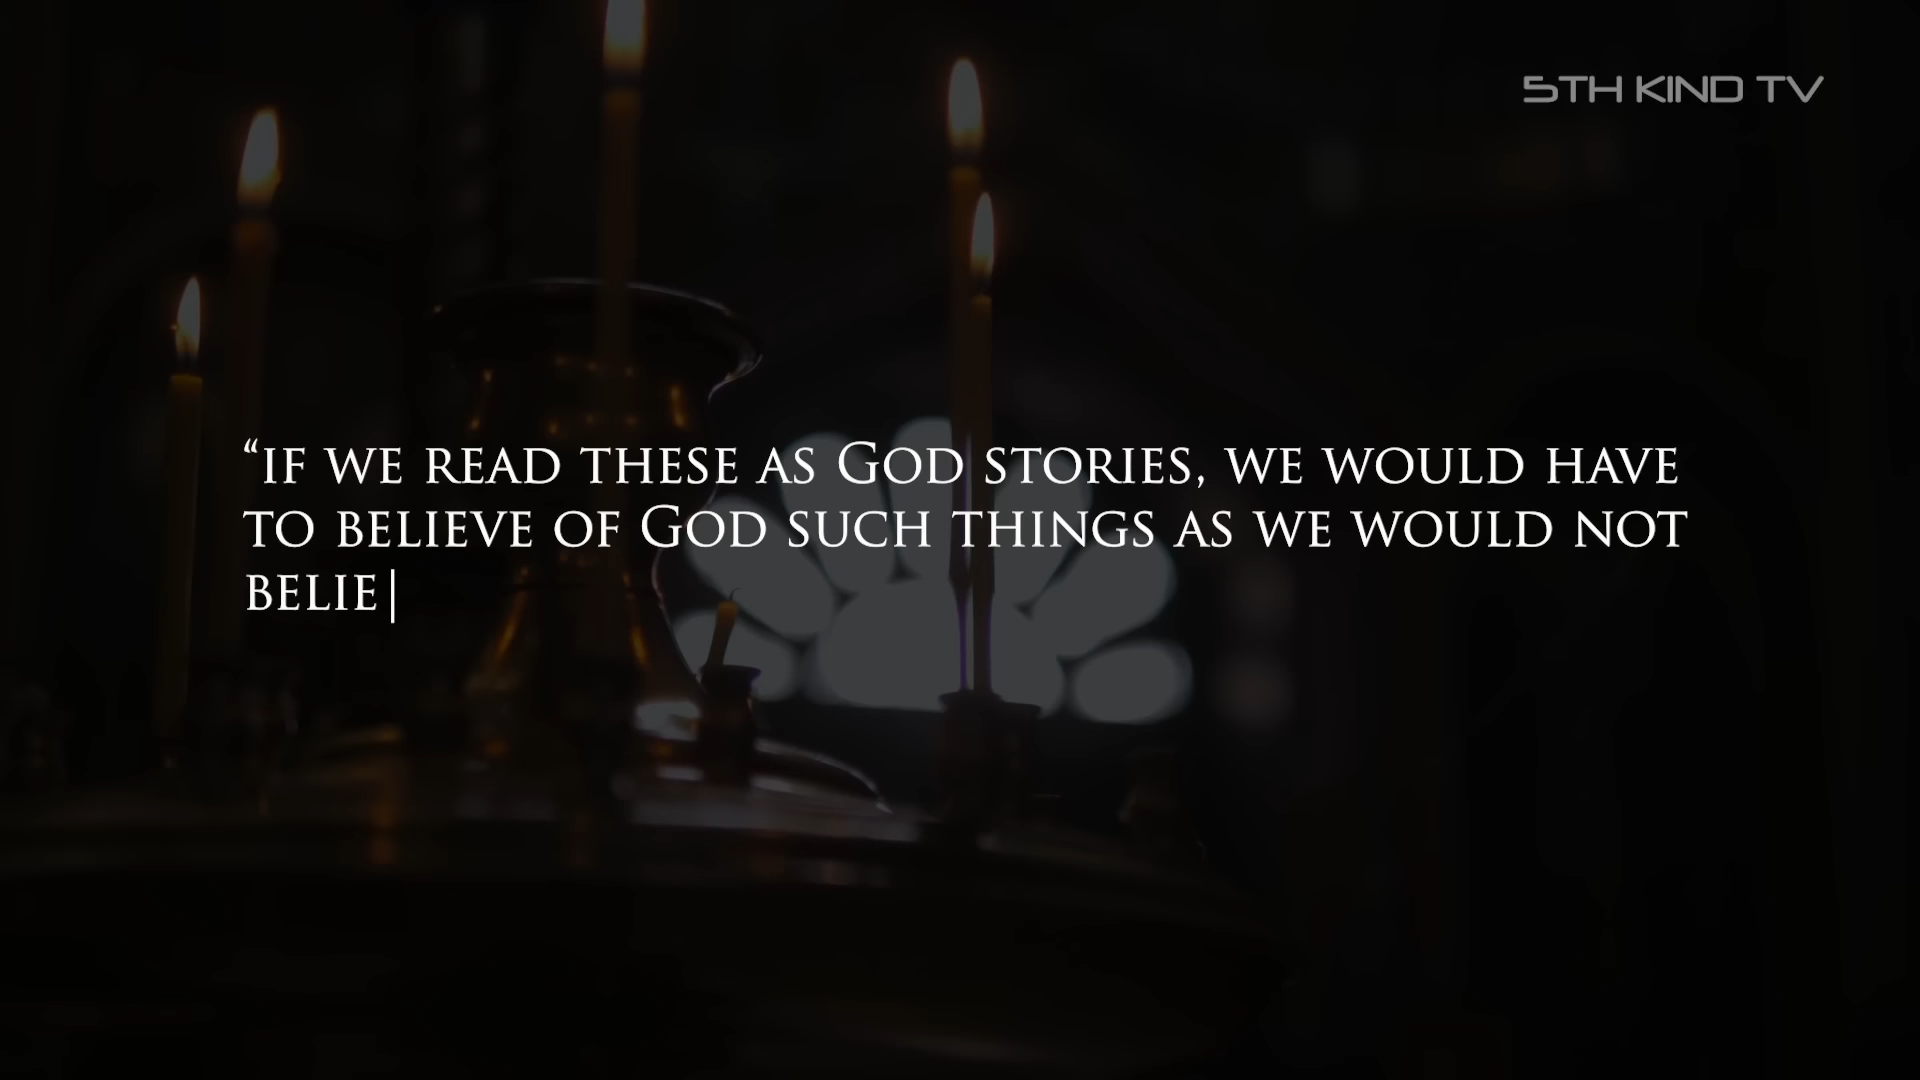 5TH KIND TV
“IF WE READ THESE AS GOD STORIES, WE WOULD HAVE
TO BELIEVE OF GOD SUCH THINGS AS WE WOULD NOT
BELIE|